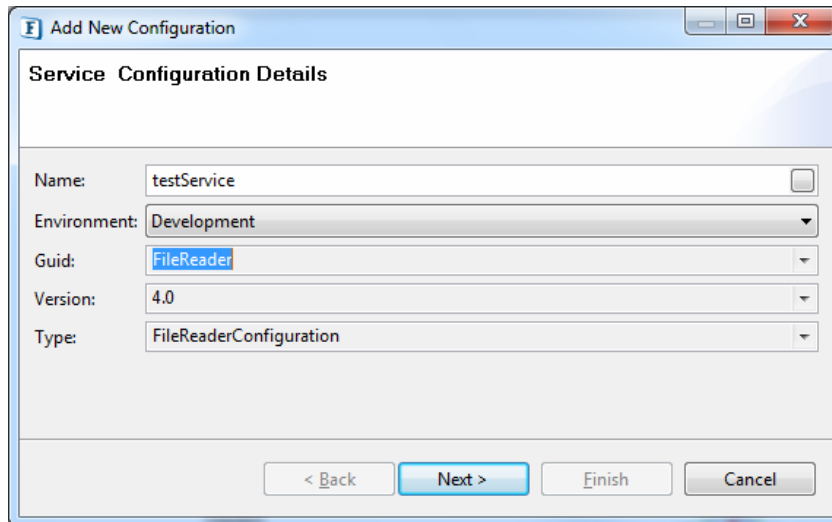 Add New Configuration
Service Configuration Details
Name: testService
Environment: Development
Guid: FileReader
Version: 4.0
Type: FileReaderConfiguration
< Back Next > Finish Cancel